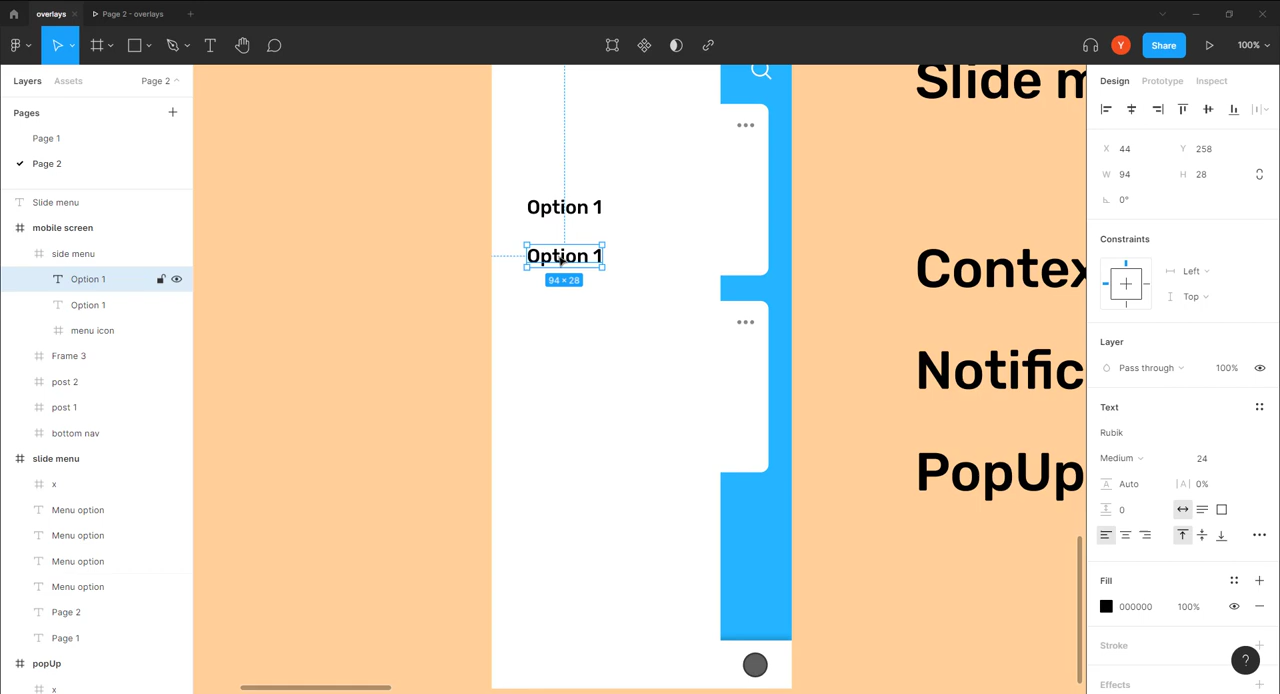 overlays
Page 2 - overlays
Share
Y
100%
Layers
Assets
Page 2
Pages
Page 1
Page 2
Slide menu
mobile screen
side menu
Option 1
Option 1
menu icon
Frame 3
post 2
post 1
bottom nav
slide menu
x
Menu option
Menu option
Menu option
Menu option
Page 2
Page 1
popUp
x
Option 1
Option 1
94 × 28
Slide m
Contex
Notific
PopUp
Design
Prototype
Inspect
X 44
Y 258
W 94
H 28
0°
Constraints
Left
Top
Layer
Pass through
100%
Text
Rubik
Medium
24
A Auto
|A| 0%
0
Fill
000000
100%
Stroke
Effects
?